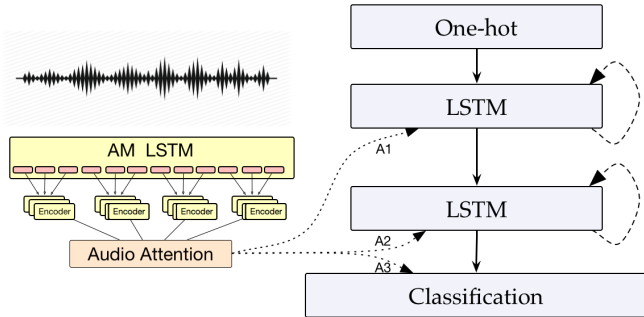 One-hot
LSTM
A1
AM LSTM
Encoder Encoder Encoder Encoder
LSTM
A2
Audio Attention
A3
Classification